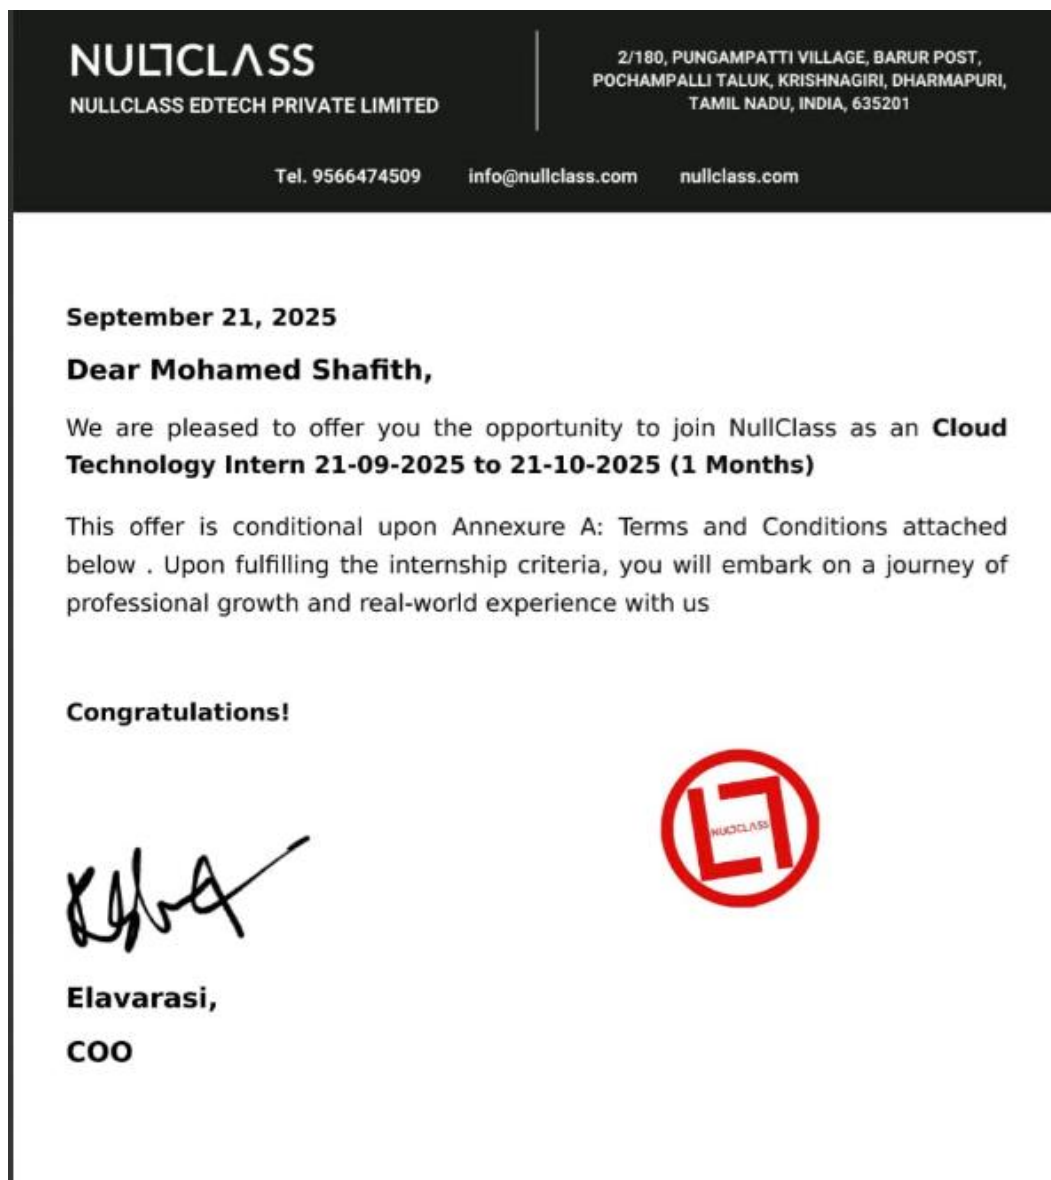 NULLCLASS
NULLCLASS EDTECH PRIVATE LIMITED
2/180, PUNGAMPATTI VILLAGE, BARUR POST,
POCHAMPALLI TALUK, KRISHNAGIRI, DHARMAPURI,
TAMIL NADU, INDIA, 635201
Tel. 9566474509 info@nullclass.com nullclass.com
September 21, 2025
Dear Mohamed Shafith,
We are pleased to offer you the opportunity to join NullClass as an Cloud
Technology Intern 21-09-2025 to 21-10-2025 (1 Months)
This offer is conditional upon Annexure A: Terms and Conditions attached
below . Upon fulfilling the internship criteria, you will embark on a journey of
professional growth and real-world experience with us
Congratulations!
NULLCLASS
Elavarasi,
COO